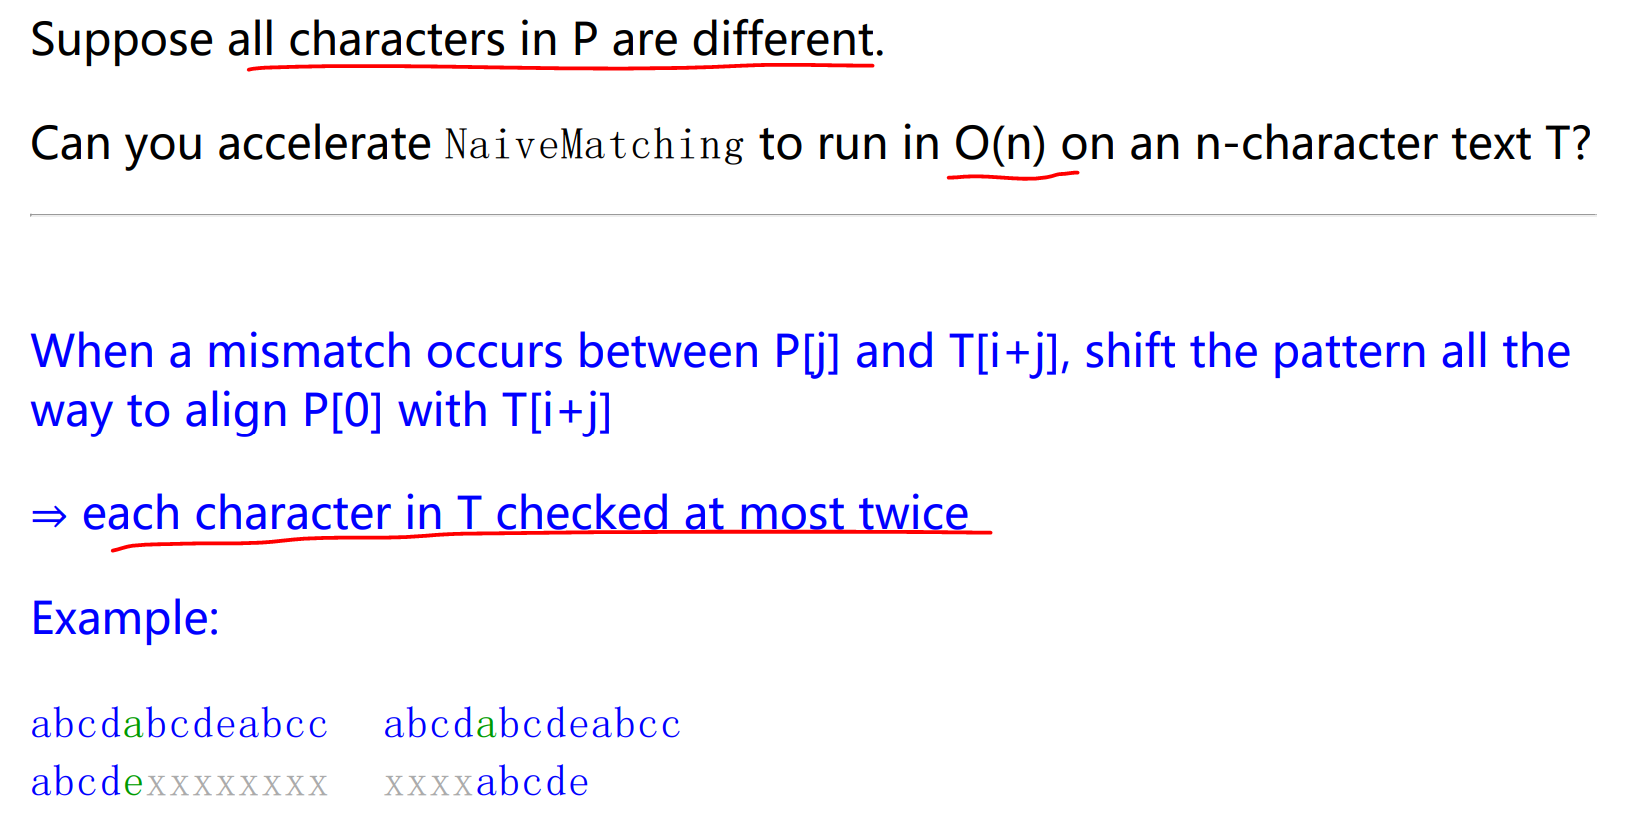 Suppose all characters in P are different.
Can you accelerate NaiveMatching to run in O(n) on an n-character text T?
When a mismatch occurs between P[j] and T[i+j], shift the pattern all the
way to align P[0] with T[i+j]
⇒ each character in T checked at most twice
Example:
abcdabcdeabcc abcdabcdeabcc
abcdexxxxxxxx xxxxabcde